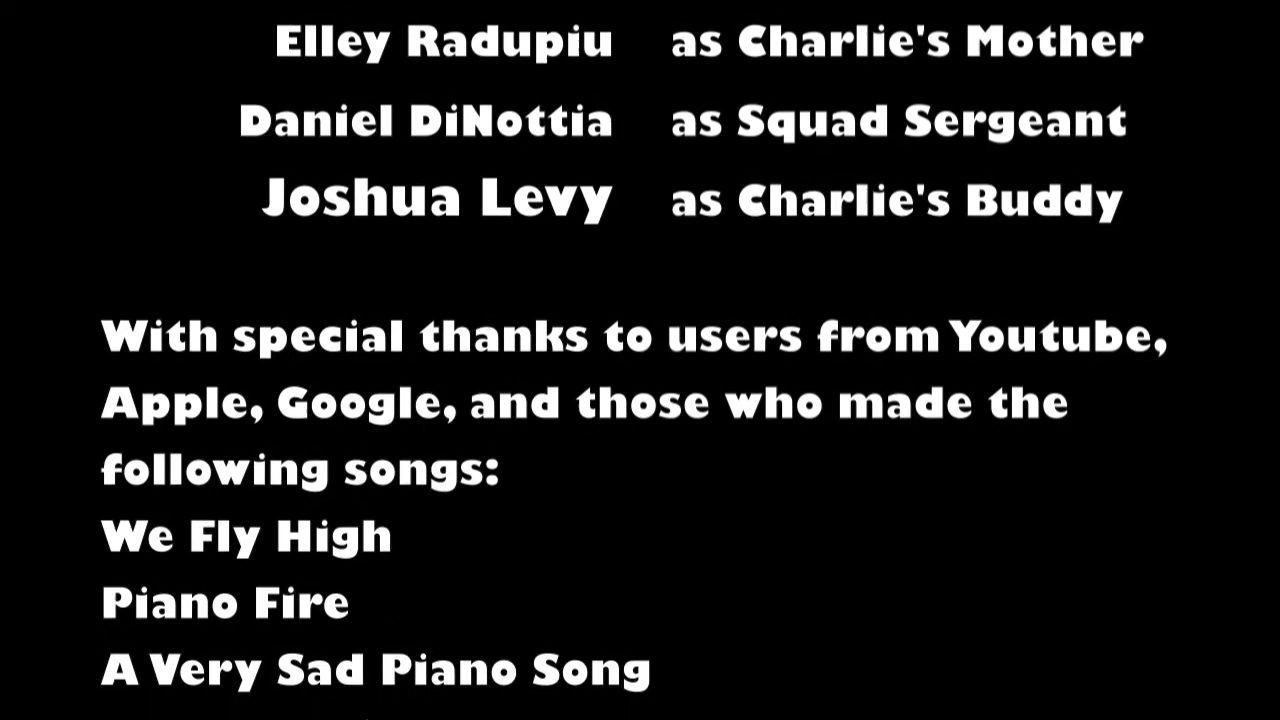 Elley Radupiu as Charlie's Mother
Daniel DiNottia as Squad Sergeant
Joshua Levy as Charlie's Buddy
With special thanks to users from Youtube,
Apple, Google, and those who made the
following songs:
We Fly High
Piano Fire
A Very Sad Piano Song